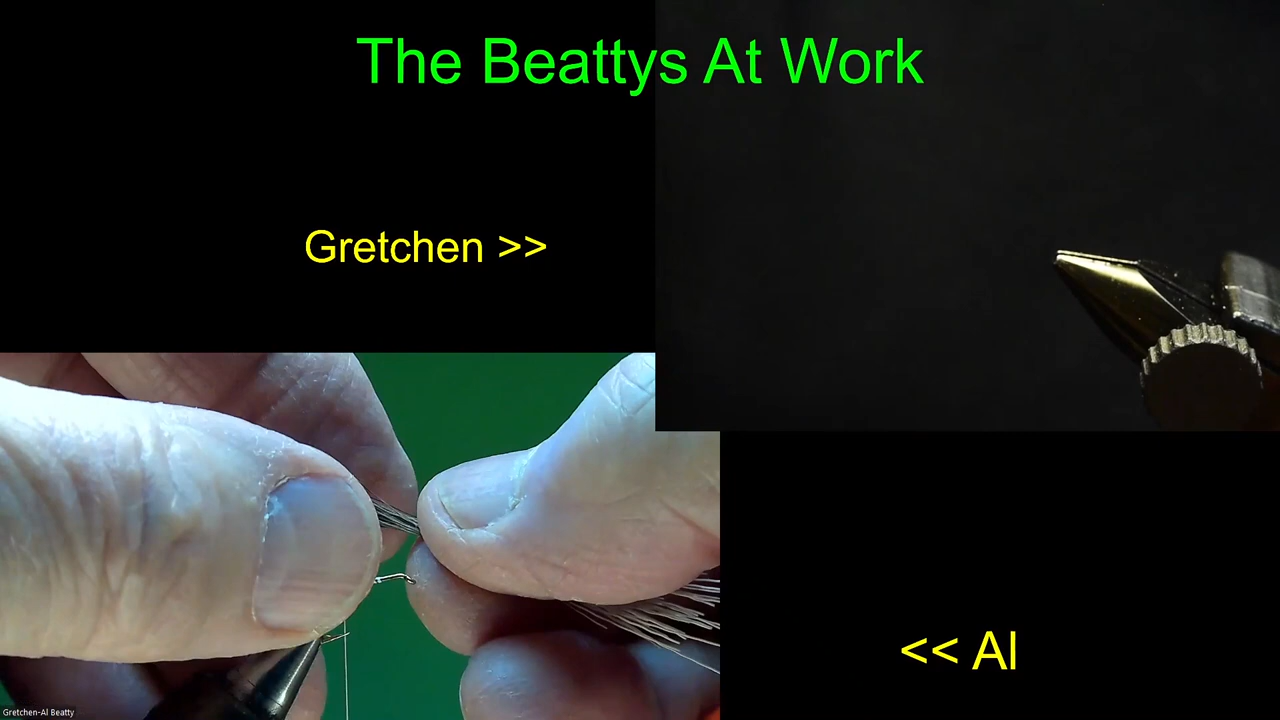 The Beattys At Work
Gretchen >>
<< Al
Gretchen-Al Beatty